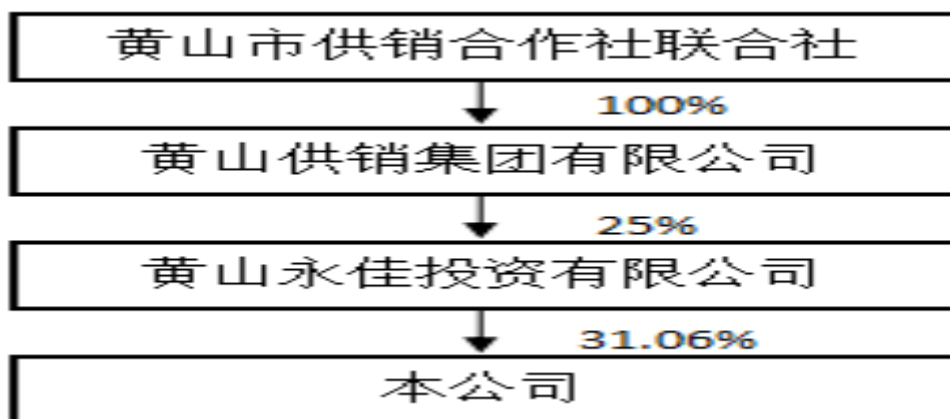 黄山市供销合作社联合社
100%
黄山供销集团有限公司
25%
黄山永佳投资有限公司
31.06%
本公司